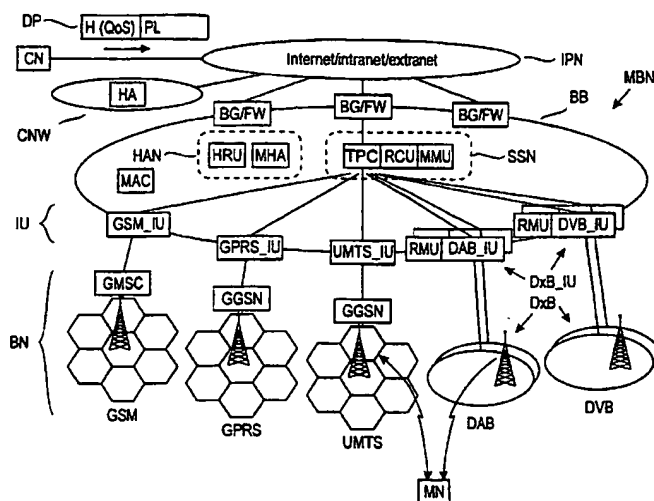 DP H (QoS) PL
CN Internet/intranet/extranet IPN
HA BG/FW BG/FW BG/FW BB MBN
CNW
HAN HRU MHA TPC RCU MMU SSN
MAC
IU GSM_IU GPRS_IU UMTS_IU RMU DAB_IU RMU DVB_IU
DxB_IU
DxB
BN GMSC GGSN GGSN
GSM GPRS UMTS DAB DVB
MN